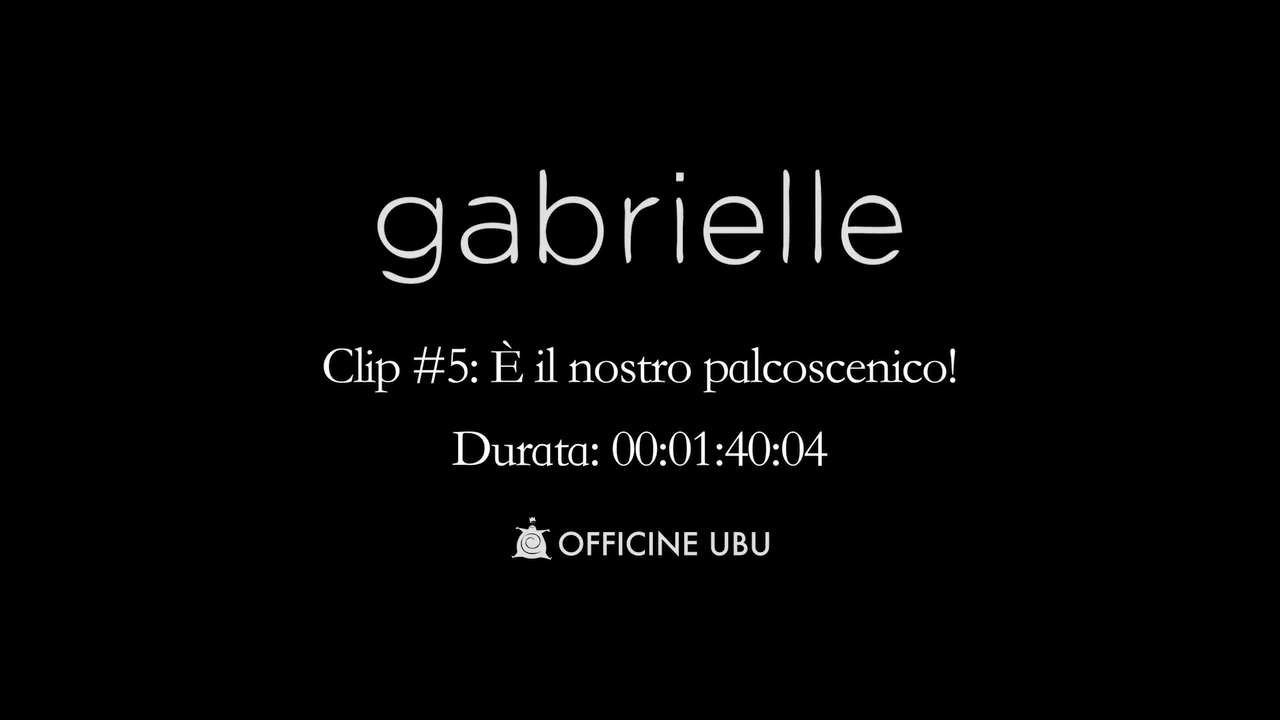 gabrielle
Clip #5: È il nostro palcoscenico!
Durata: 00:01:40:04
OFFICINE UBU